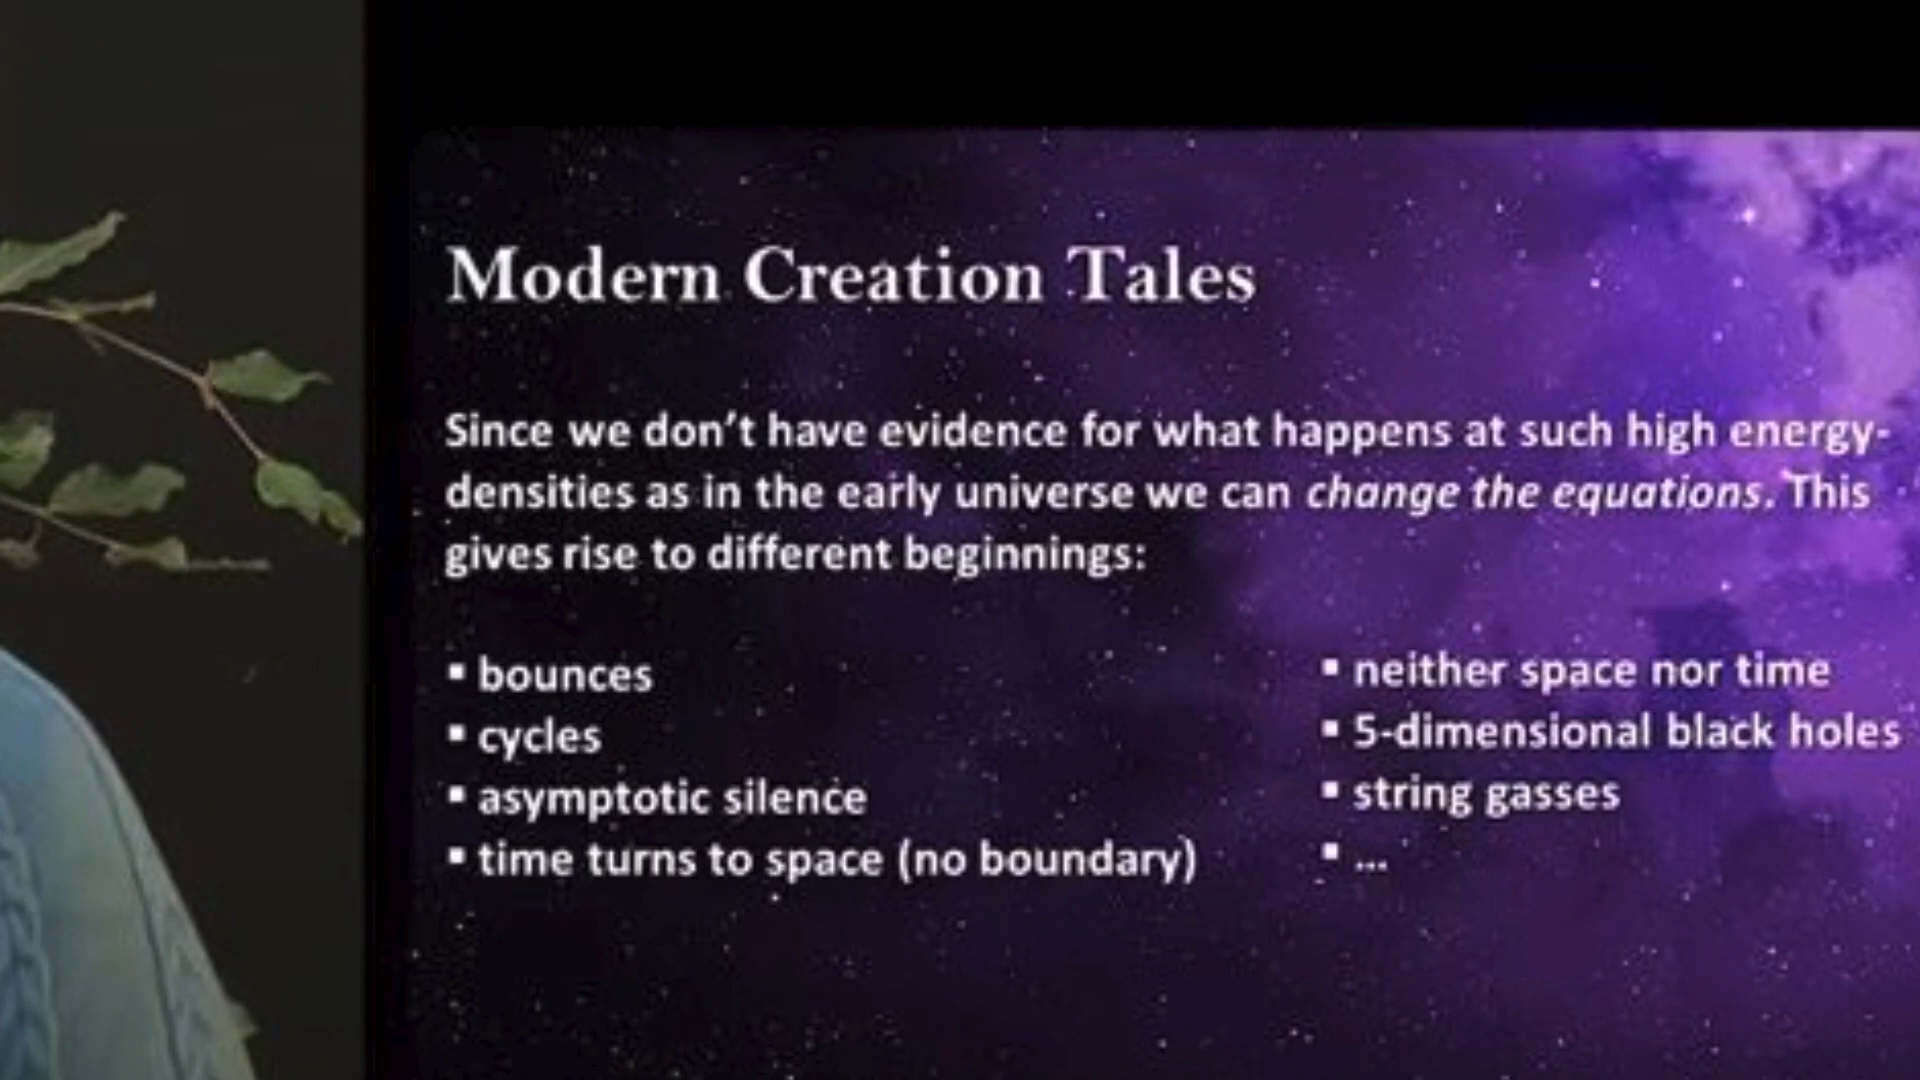 Modern Creation Tales
Since we don’t have evidence for what happens at such high energy-
densities as in the early universe we can change the equations. This
gives rise to different beginnings:
▪ bounces
▪ cycles
▪ asymptotic silence
▪ time turns to space (no boundary)
▪ neither space nor time
▪ 5-dimensional black holes
▪ string gasses
▪ ...